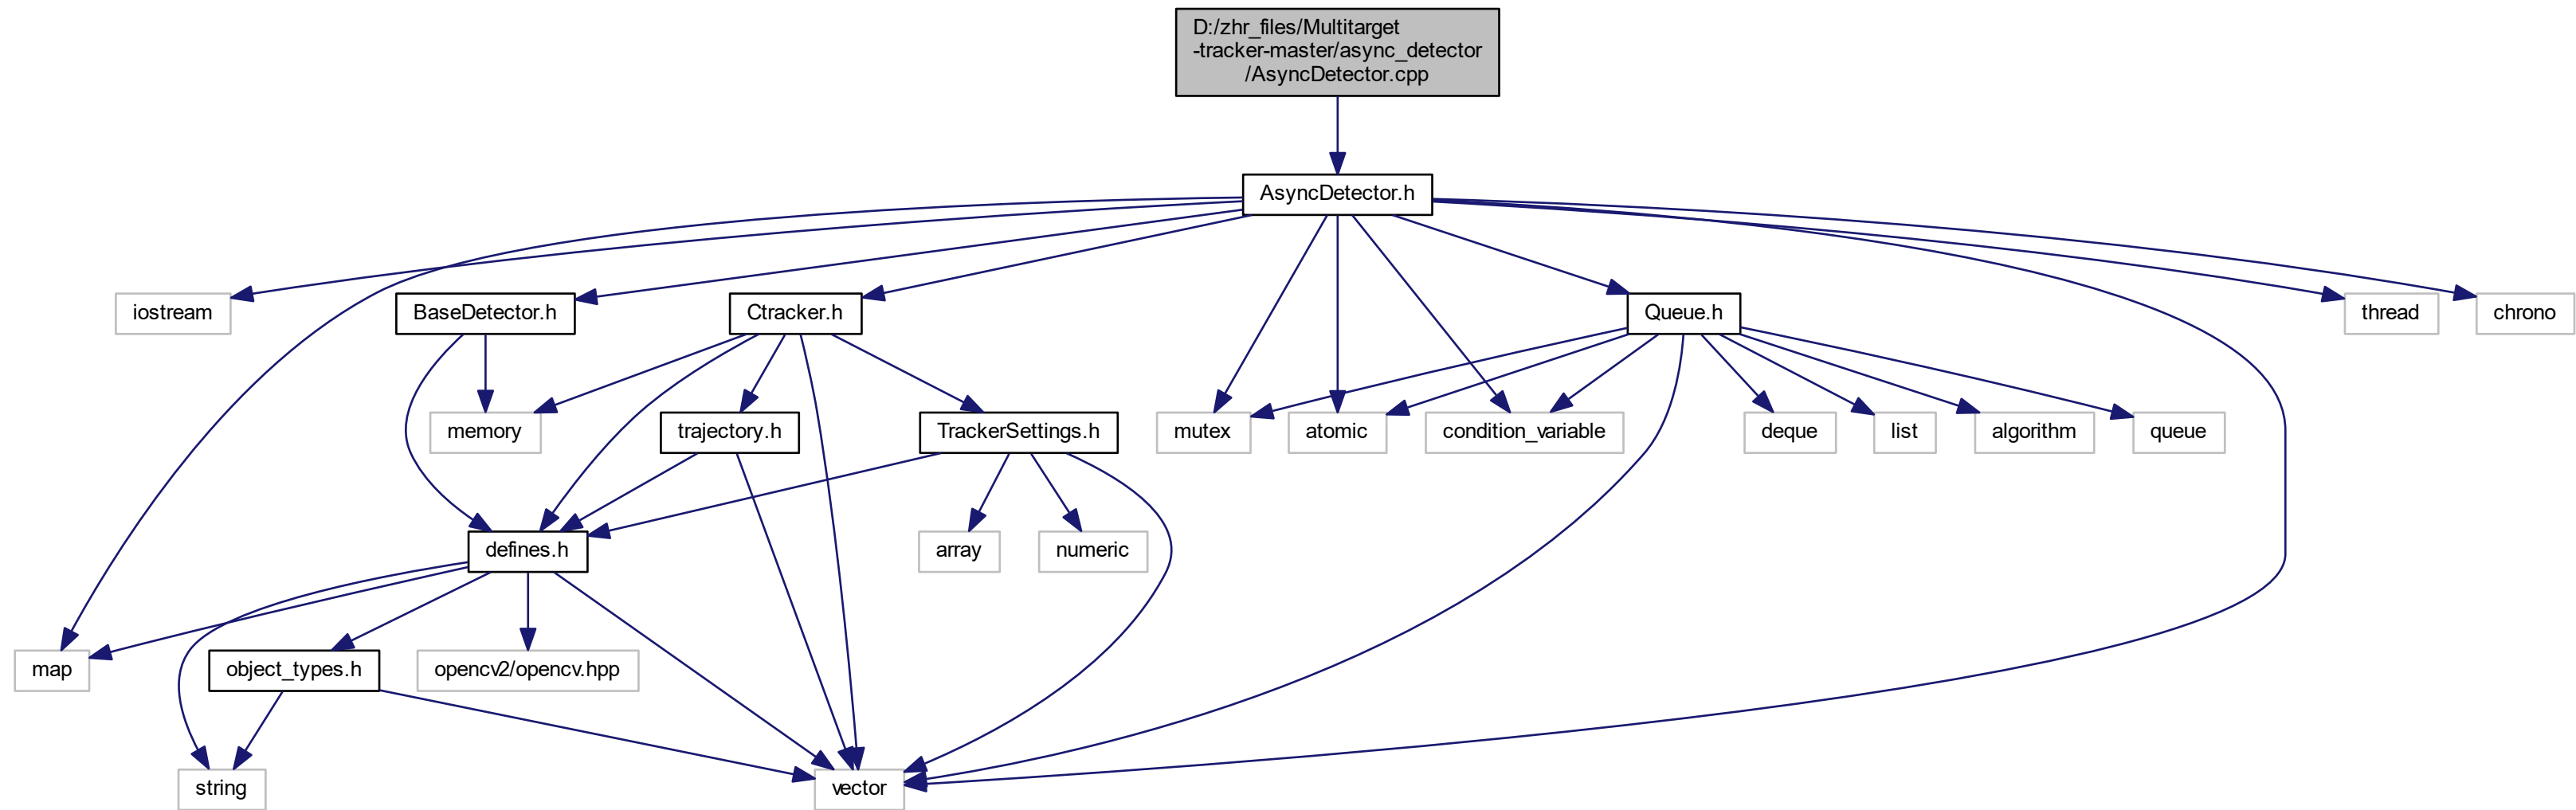 D:/zhr_files/Multitarget
-tracker-master/async_detector
/AsyncDetector.cpp
AsyncDetector.h
iostream
BaseDetector.h
Ctracker.h
Queue.h
thread
chrono
memory
trajectory.h
TrackerSettings.h
mutex
atomic
condition_variable
deque
list
algorithm
queue
defines.h
array
numeric
map
object_types.h
opencv2/opencv.hpp
string
vector